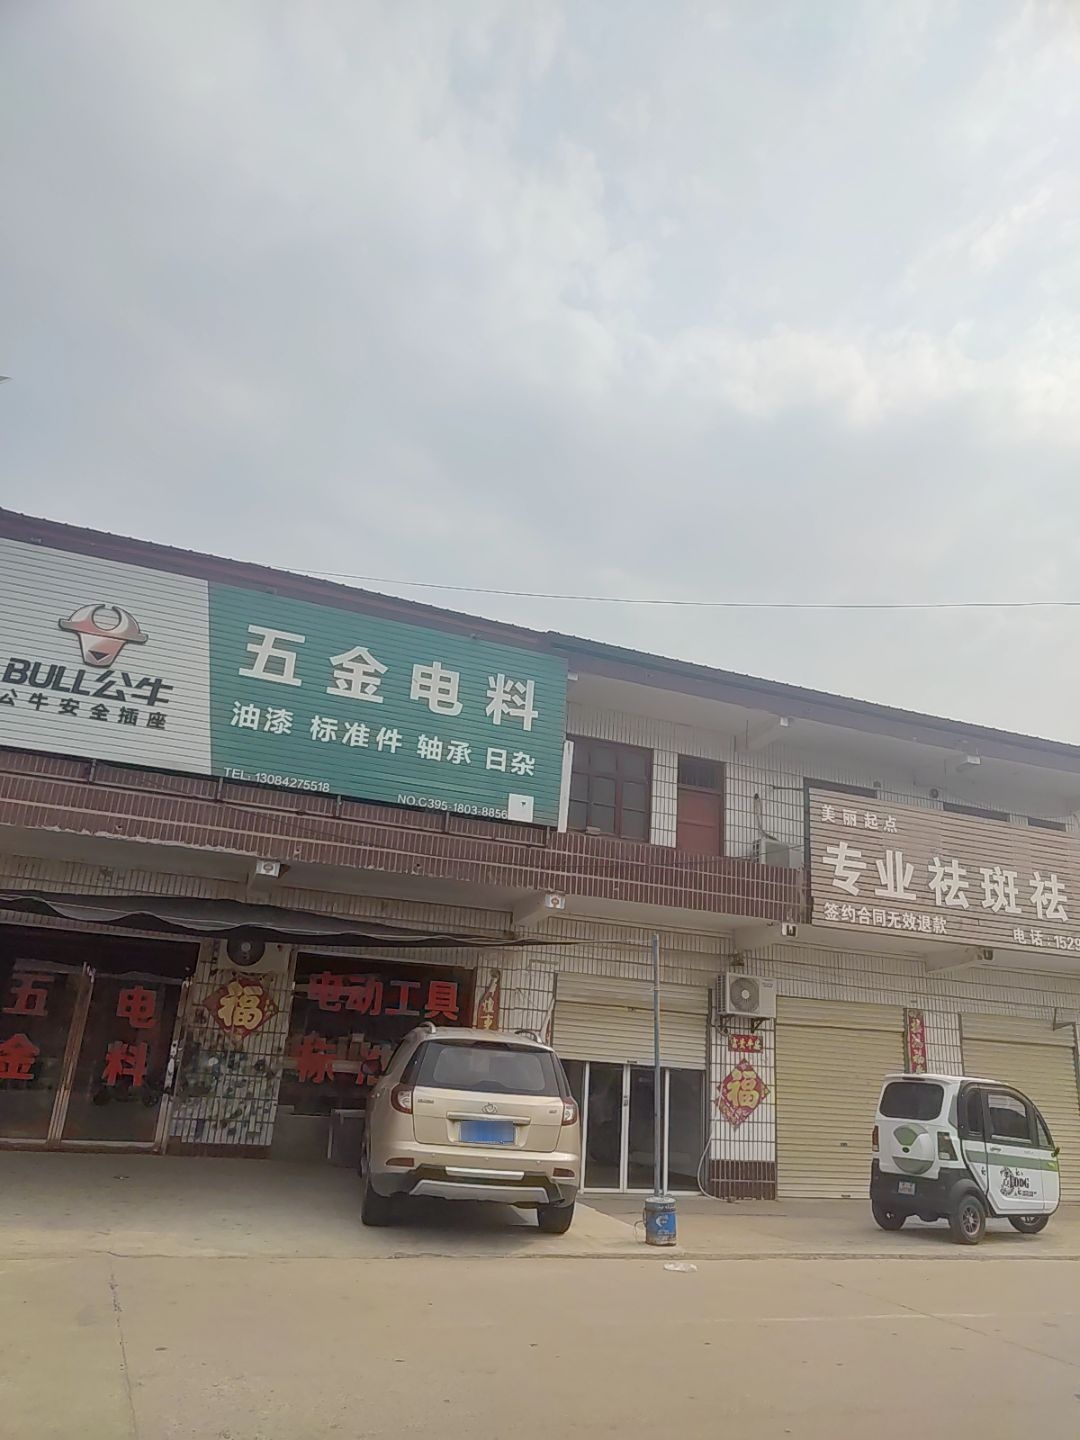 BULL公牛
公牛安全插座
五金电料
油漆 标准件 轴承 日杂
TEL: 13084275518
NO.G395-1803-8856
美丽起点
专业祛斑祛
签约合同无效退款
电话:1529
五金
电料
福
电动工具
标
福
DOG